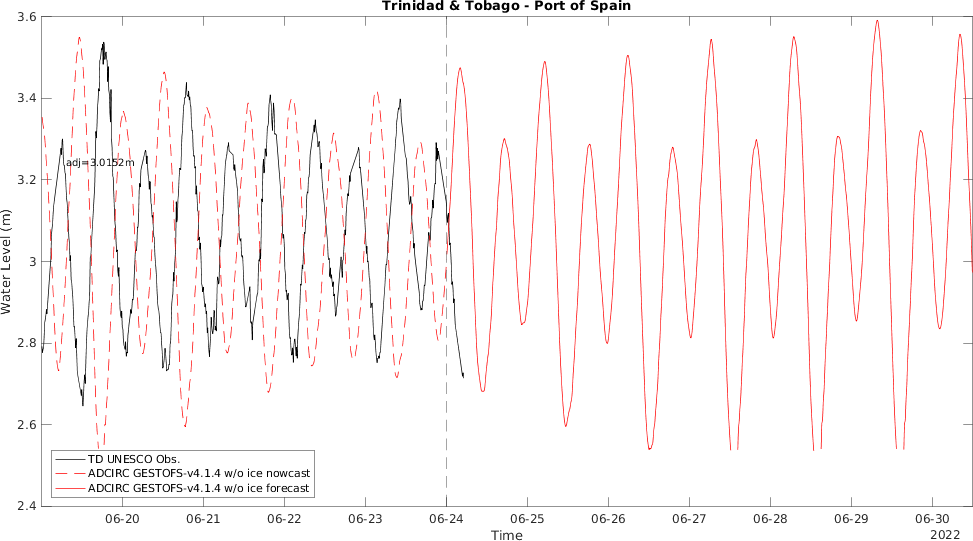 Trinidad & Tobago - Port of Spain
3.6
3.4
3.2
3
2.8
2.6
2.4
Water Level (m)
adj=3.0152m
TD UNESCO Obs.
ADCIRC GESTOFS-v4.1.4 w/o ice nowcast
ADCIRC GESTOFS-v4.1.4 w/o ice forecast
06-20 06-21 06-22 06-23 06-24 06-25 06-26 06-27 06-28 06-29 06-30
Time
2022